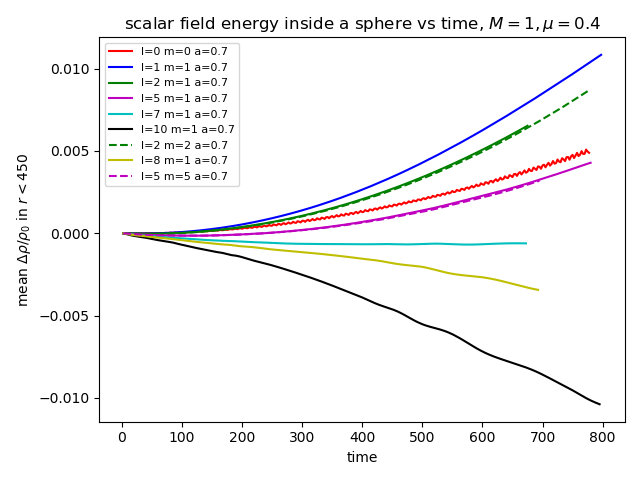 scalar field energy inside a sphere vs time, M = 1, μ = 0.4
l=0 m=0 a=0.7
l=1 m=1 a=0.7
l=2 m=1 a=0.7
l=5 m=1 a=0.7
l=7 m=1 a=0.7
l=10 m=1 a=0.7
l=2 m=2 a=0.7
l=8 m=1 a=0.7
l=5 m=5 a=0.7
mean Δρ/ρ₀ in r < 450
0.010
0.005
0.000
−0.005
−0.010
0 100 200 300 400 500 600 700 800
time